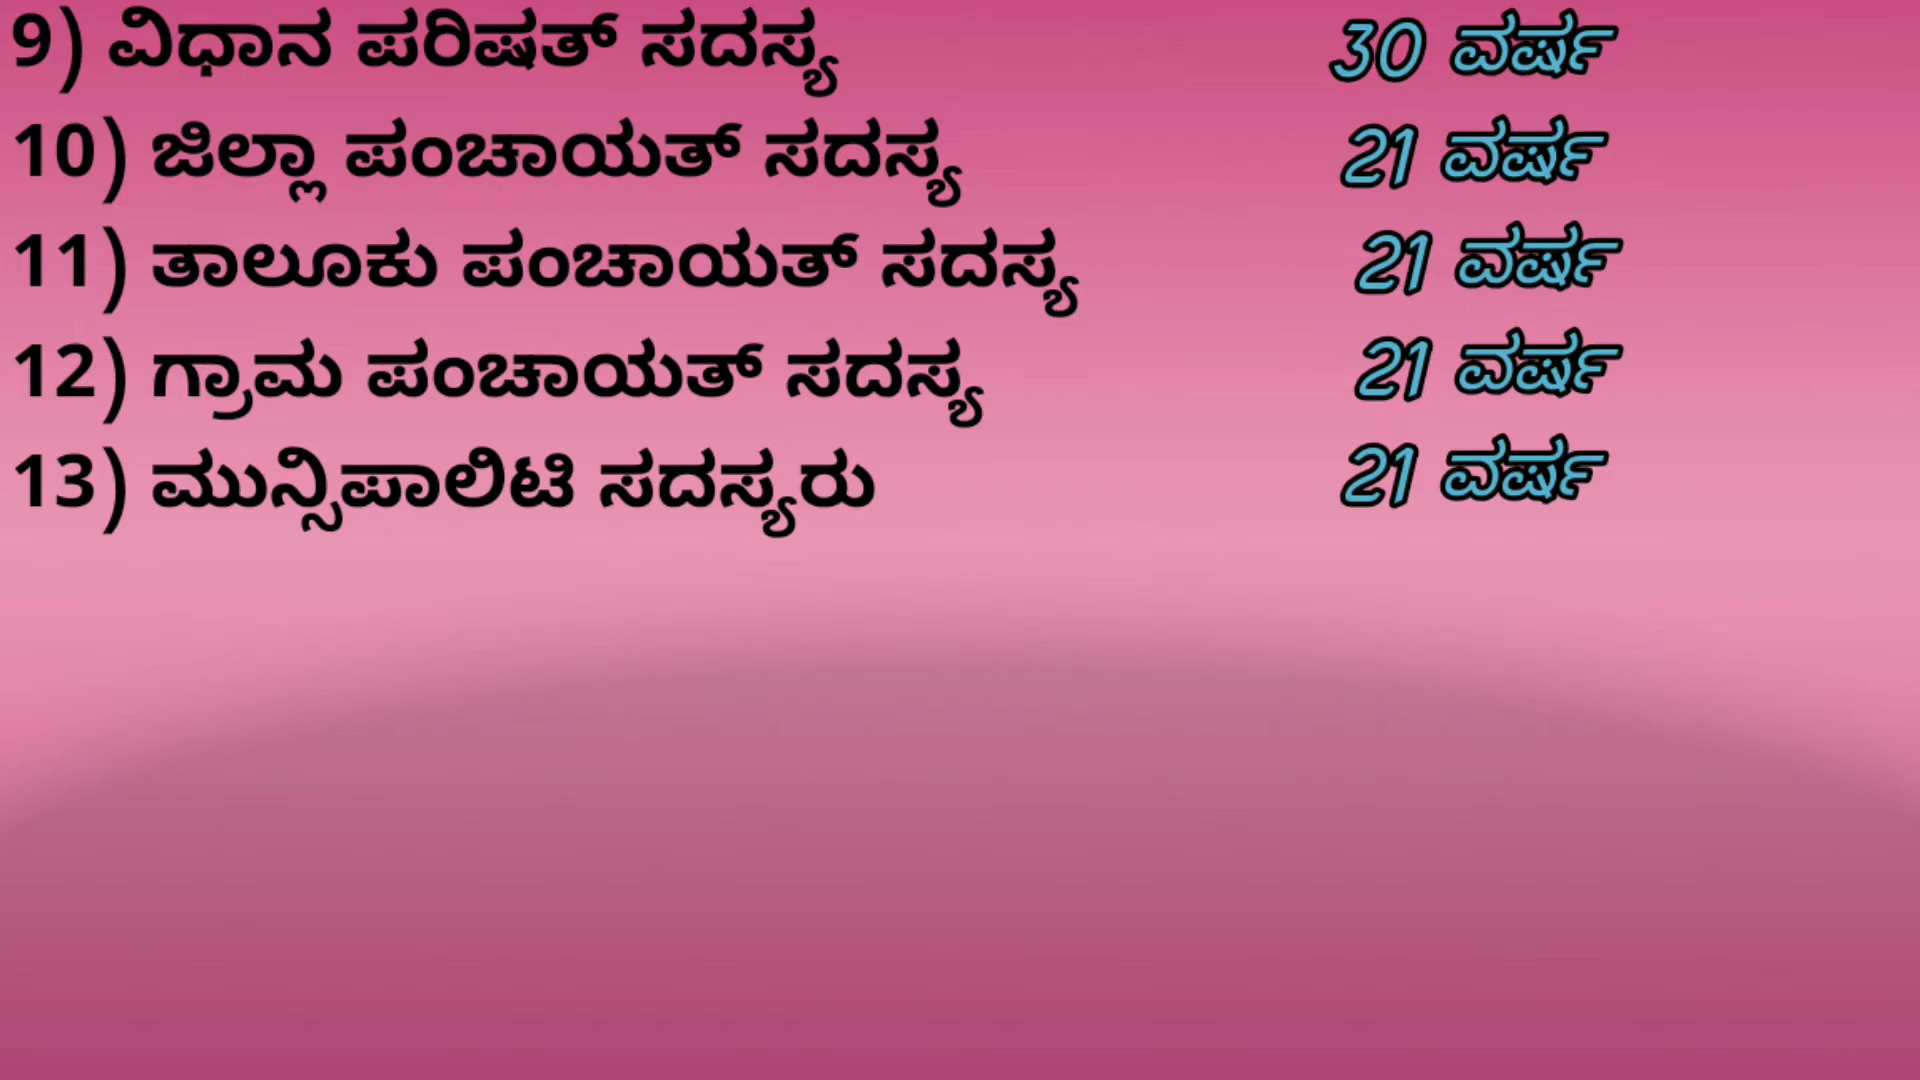 9) ವಿಧಾನ ಪರಿಷತ್ ಸದಸ್ಯ 30 ವರ್ಷ
10) ಜಿಲ್ಲಾ ಪಂಚಾಯತ್ ಸದಸ್ಯ 21 ವರ್ಷ
11) ತಾಲೂಕು ಪಂಚಾಯತ್ ಸದಸ್ಯ 21 ವರ್ಷ
12) ಗ್ರಾಮ ಪಂಚಾಯತ್ ಸದಸ್ಯ 21 ವರ್ಷ
13) ಮುನ್ಸಿಪಾಲಿಟಿ ಸದಸ್ಯರು 21 ವರ್ಷ